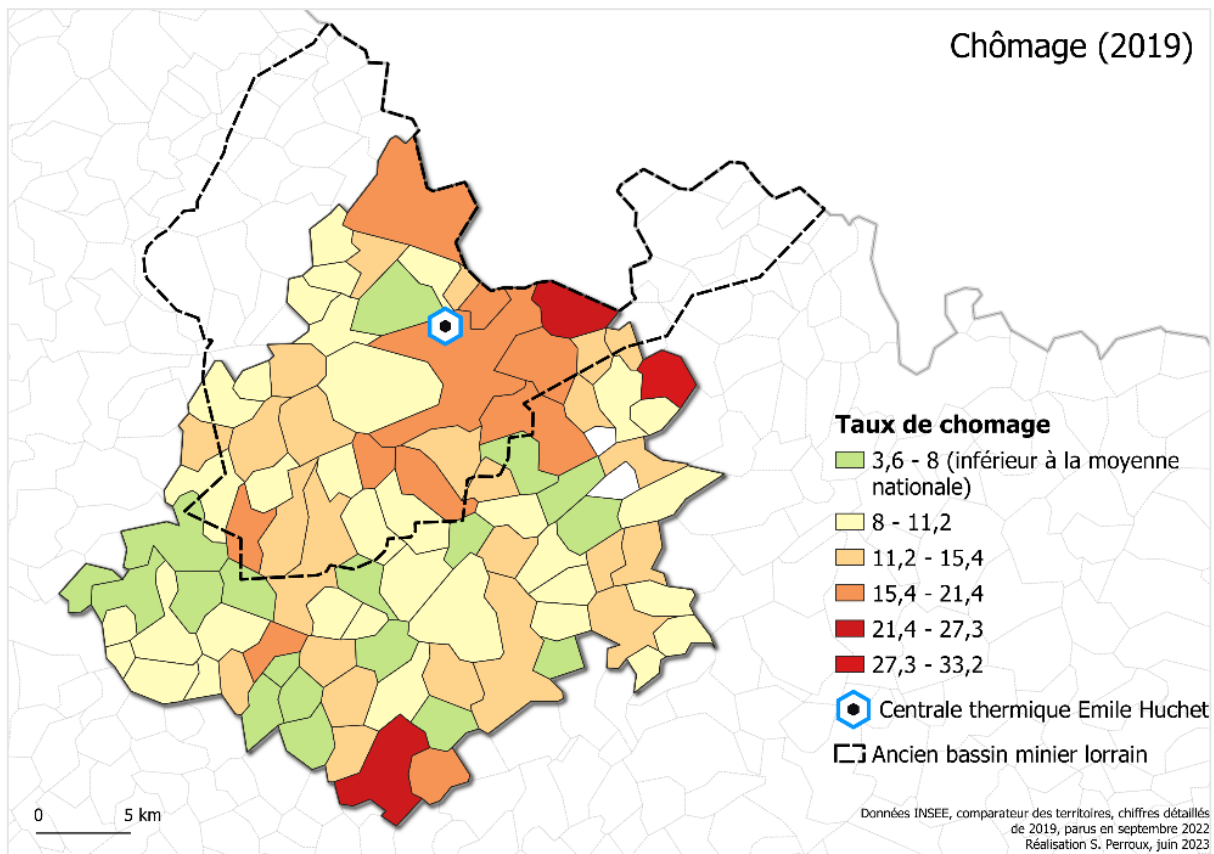 Chômage (2019)
Taux de chomage
3,6 - 8 (inférieur à la moyenne
nationale)
8 - 11,2
11,2 - 15,4
15,4 - 21,4
21,4 - 27,3
27,3 - 33,2
Centrale thermique Emile Huchet
Ancien bassin minier lorrain
0 5 km
Données INSEE, comparateur des territoires, chiffres détaillés
de 2019, parus en septembre 2022
Réalisation S. Perroux, juin 2023